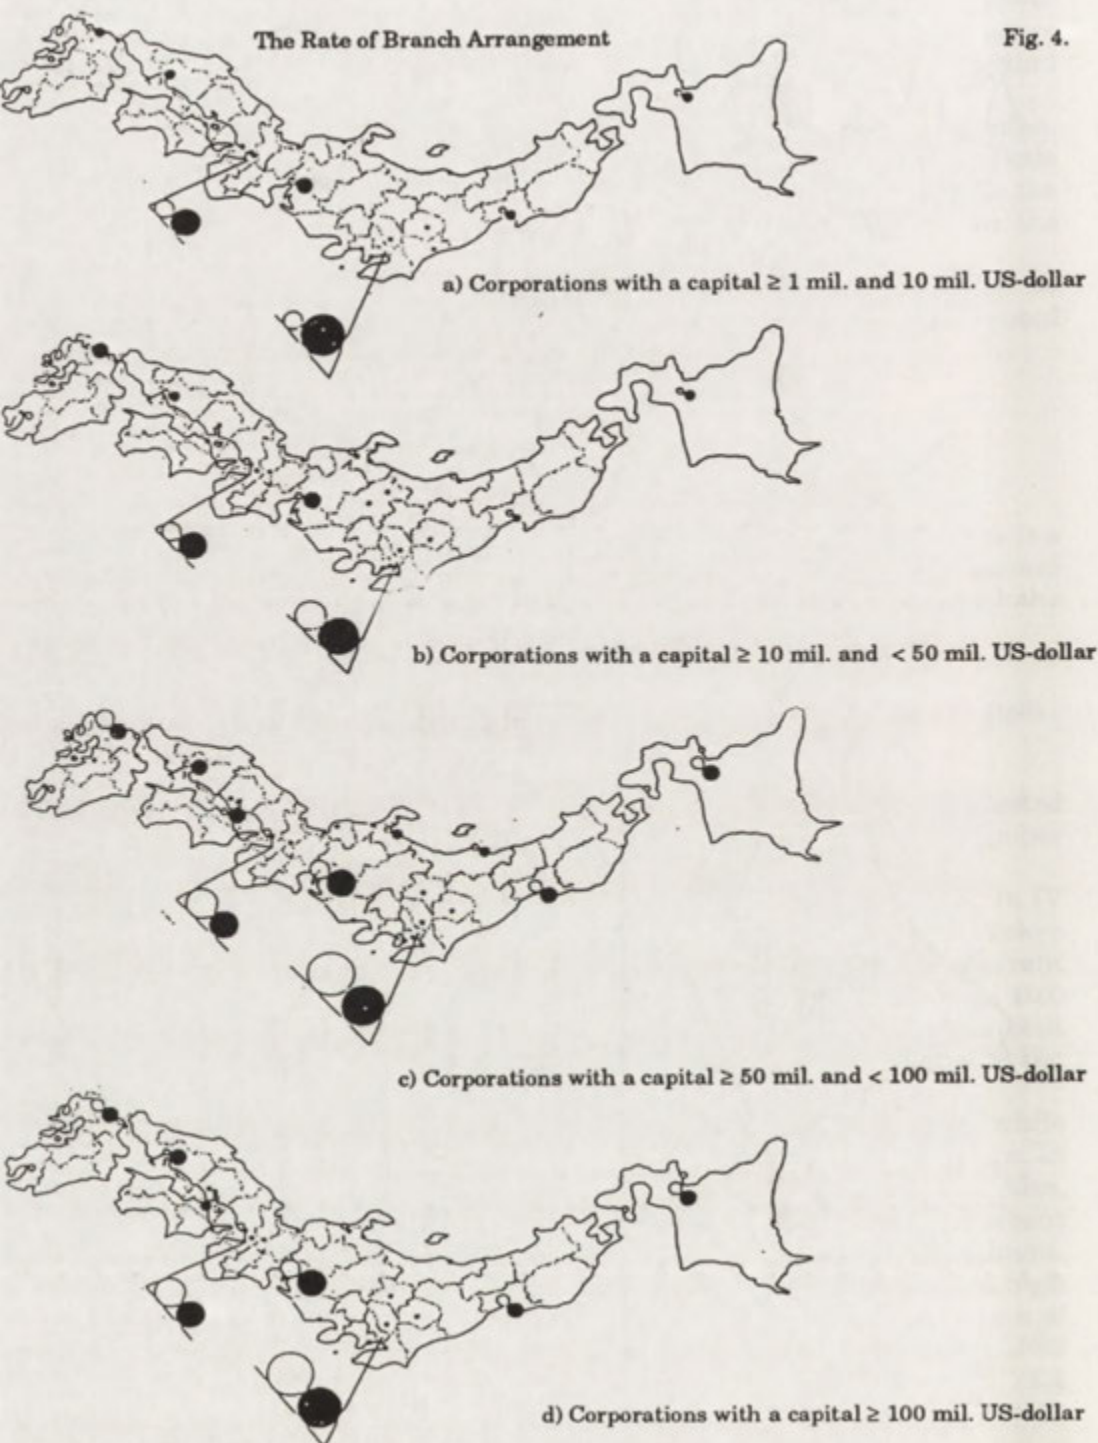 The Rate of Branch Arrangement
Fig. 4.
a) Corporations with a capital ≥ 1 mil. and 10 mil. US-dollar
b) Corporations with a capital ≥ 10 mil. and < 50 mil. US-dollar
c) Corporations with a capital ≥ 50 mil. and < 100 mil. US-dollar
d) Corporations with a capital ≥ 100 mil. US-dollar